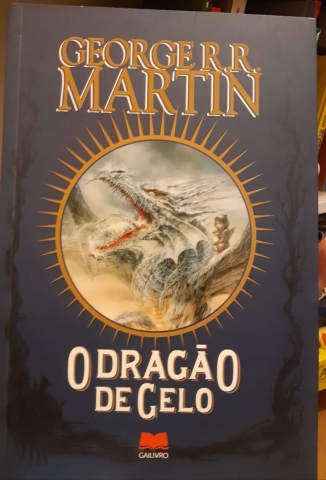 GEORGE R.R.
MARTIN
O DRAGÃO
DE GELO
GAILIVRO